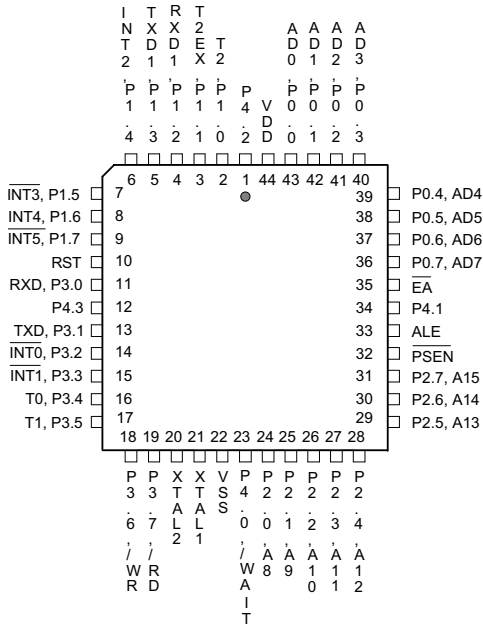 INT2,P1.4
TXD1,P1.3
RXD1,P1.2
T2EX,P1.1
T2,P1.0
P4.2
VDD
AD0,P0.0
AD1,P0.1
AD2,P0.2
AD3,P0.3
6 5 4 3 2 1 44 43 42 41 40
INT3, P1.5 7
INT4, P1.6 8
INT5, P1.7 9
RST 10
RXD, P3.0 11
P4.3 12
TXD, P3.1 13
INT0, P3.2 14
INT1, P3.3 15
T0, P3.4 16
T1, P3.5 17
39 P0.4, AD4
38 P0.5, AD5
37 P0.6, AD6
36 P0.7, AD7
35 EA
34 P4.1
33 ALE
32 PSEN
31 P2.7, A15
30 P2.6, A14
29 P2.5, A13
18 19 20 21 22 23 24 25 26 27 28
P3.6,/WR
P3.7,/RD
XTAL2
XTAL1
VSS
P4.0,/WAIT
P2.0,A8
P2.1,A9
P2.2,A10
P2.3,A11
P2.4,A12